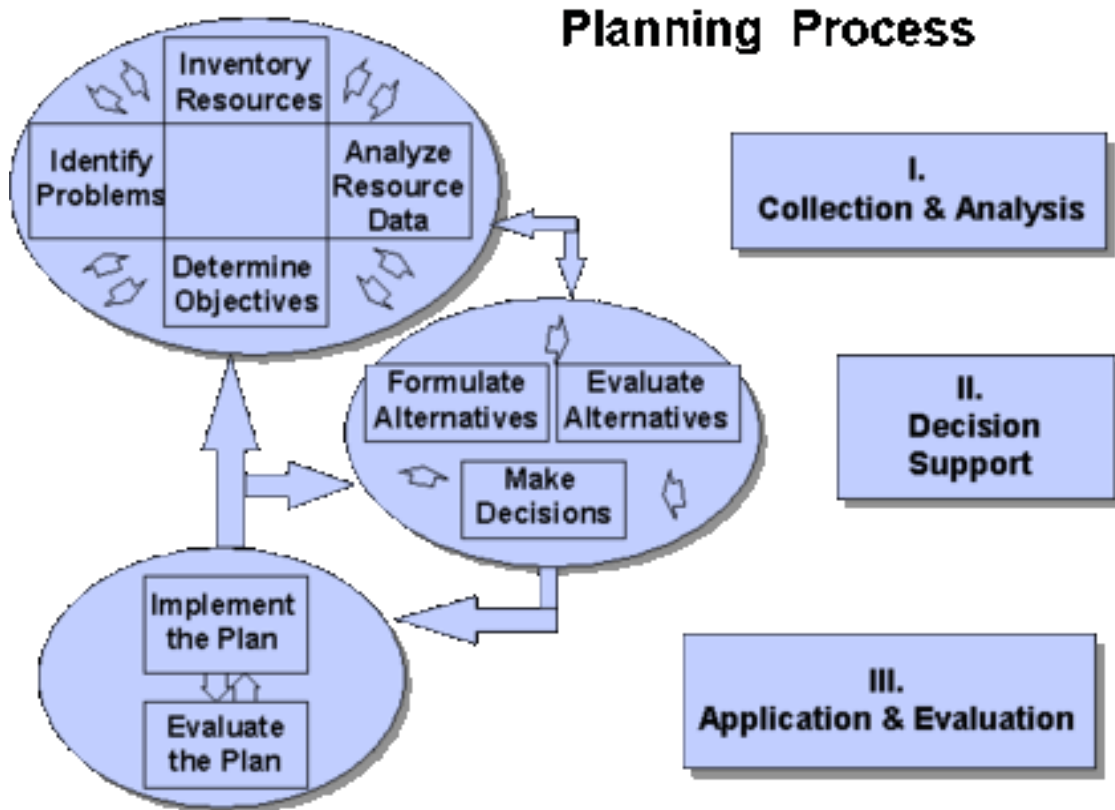 Planning Process
Inventory
Resources
Identify
Problems
Analyze
Resource
Data
Determine
Objectives
I.
Collection & Analysis
Formulate
Alternatives
Evaluate
Alternatives
Make
Decisions
II.
Decision
Support
Implement
the Plan
Evaluate
the Plan
III.
Application & Evaluation